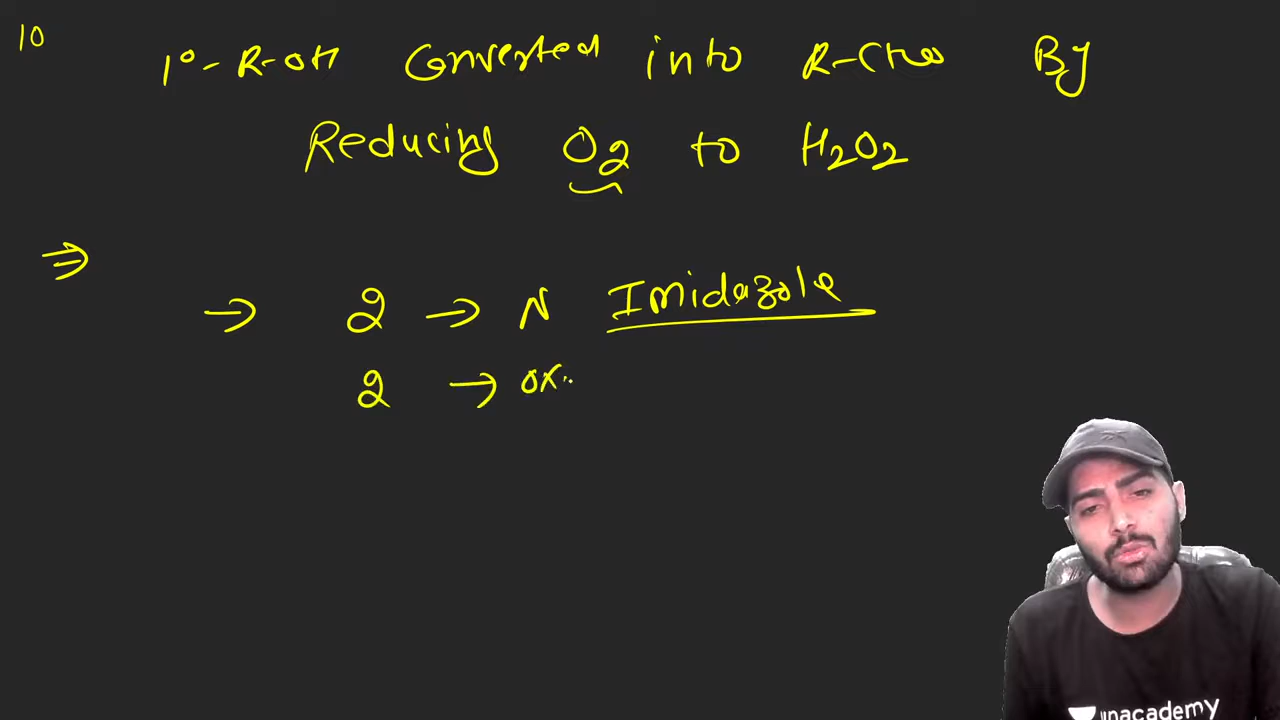 10
1°-R-OH Converted into R-CHO By
Reducing O2 to H2O2
⇒
→ 2 → N Imidazole
2 → ox.
unacademy